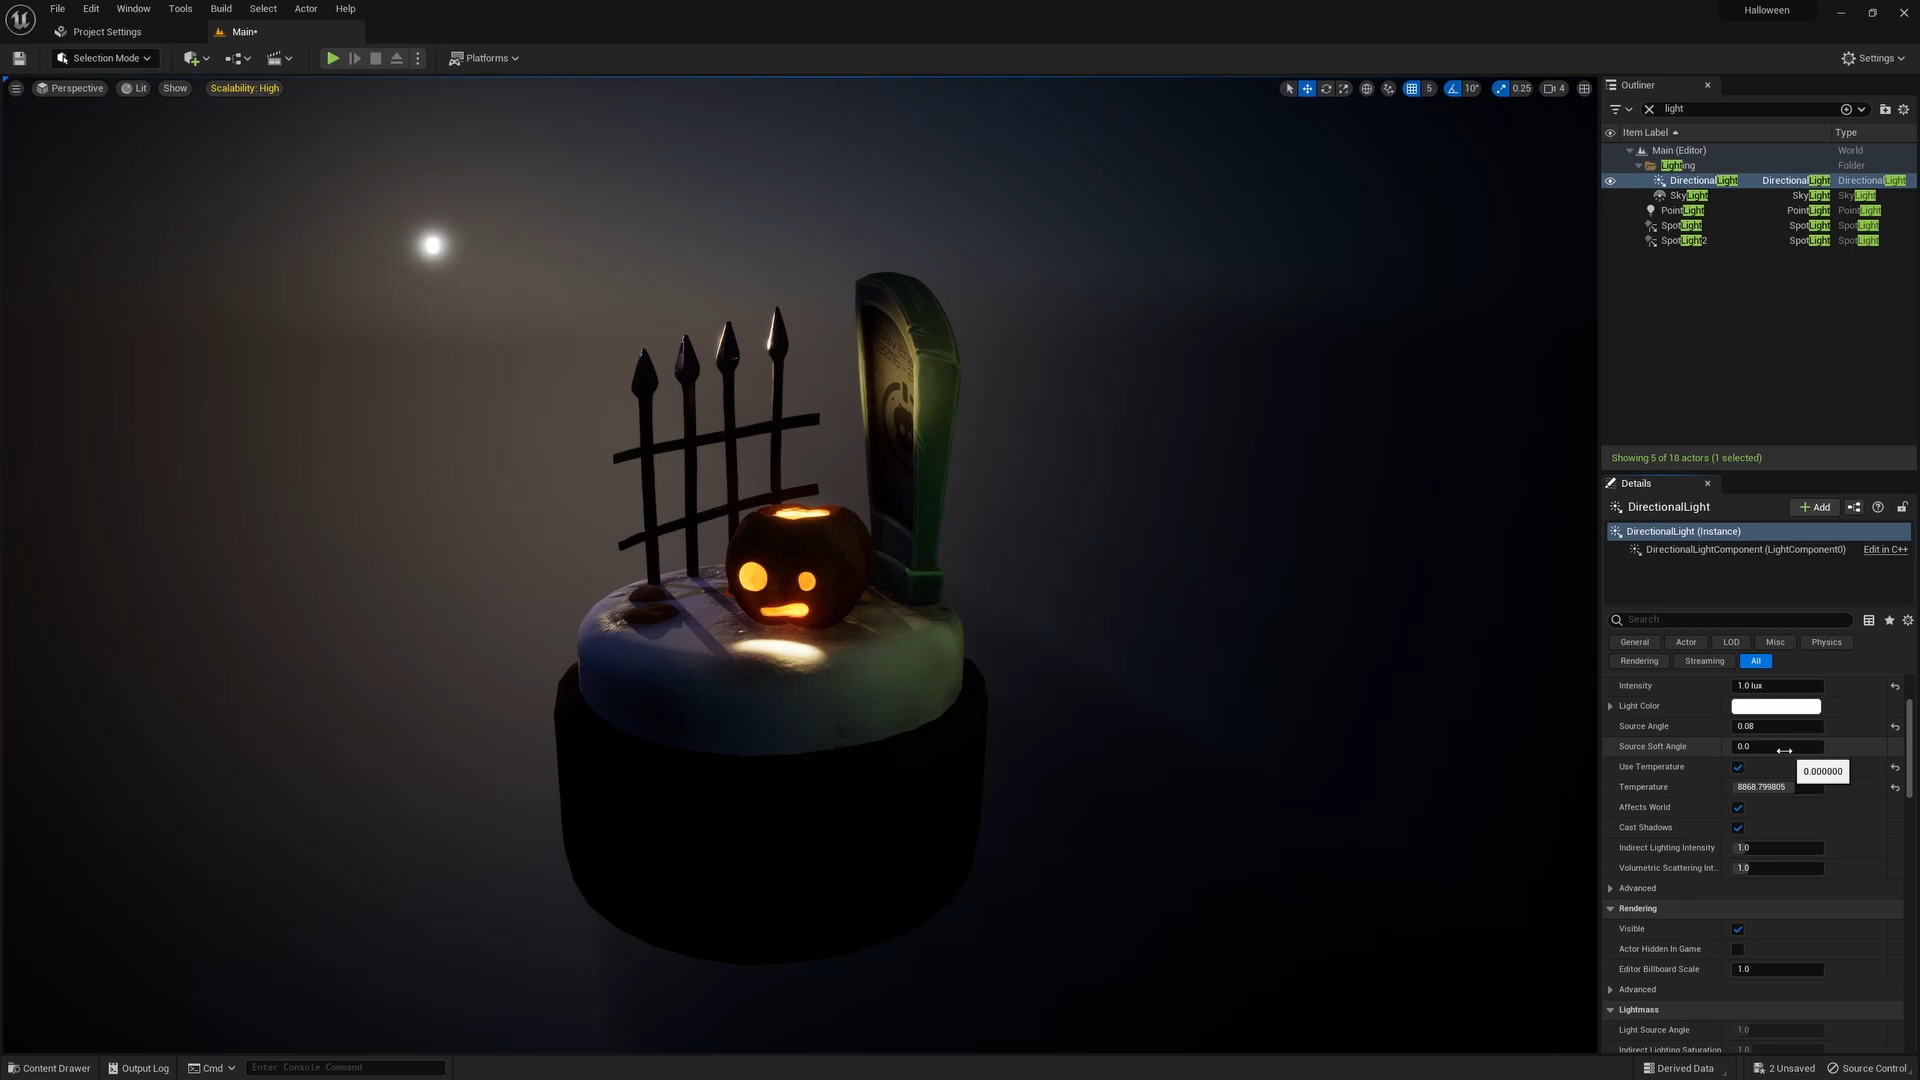 File Edit Window Tools Build Select Actor Help
Halloween
Project Settings
Main•
Selection Mode
Platforms
Settings
Perspective
Lit
Show
Scalability: High
5
10°
0.25
4
Outliner
light
Item Label
Type
Main (Editor) World
Lighting Folder
DirectionalLight DirectionalLight DirectionalLight
SkyLight SkyLight SkyLight
PointLight PointLight PointLight
SpotLight SpotLight SpotLight
SpotLight2 SpotLight SpotLight
Showing 5 of 18 actors (1 selected)
Details
DirectionalLight
Add
DirectionalLight (Instance)
DirectionalLightComponent (LightComponent0) Edit in C++
Search
General Actor LOD Misc Physics
Rendering Streaming All
Intensity 1.0 lux
Light Color
Source Angle 0.08
Source Soft Angle 0.0
Use Temperature
0.000000
Temperature 8868.799805
Affects World
Cast Shadows
Indirect Lighting Intensity 1.0
Volumetric Scattering Int... 1.0
Advanced
Rendering
Visible
Actor Hidden In Game
Editor Billboard Scale 1.0
Advanced
Lightmass
Light Source Angle 1.0
Indirect Lighting Saturation 1.0
Content Drawer
Output Log
Cmd
Enter Console Command
Derived Data
2 Unsaved
Source Control